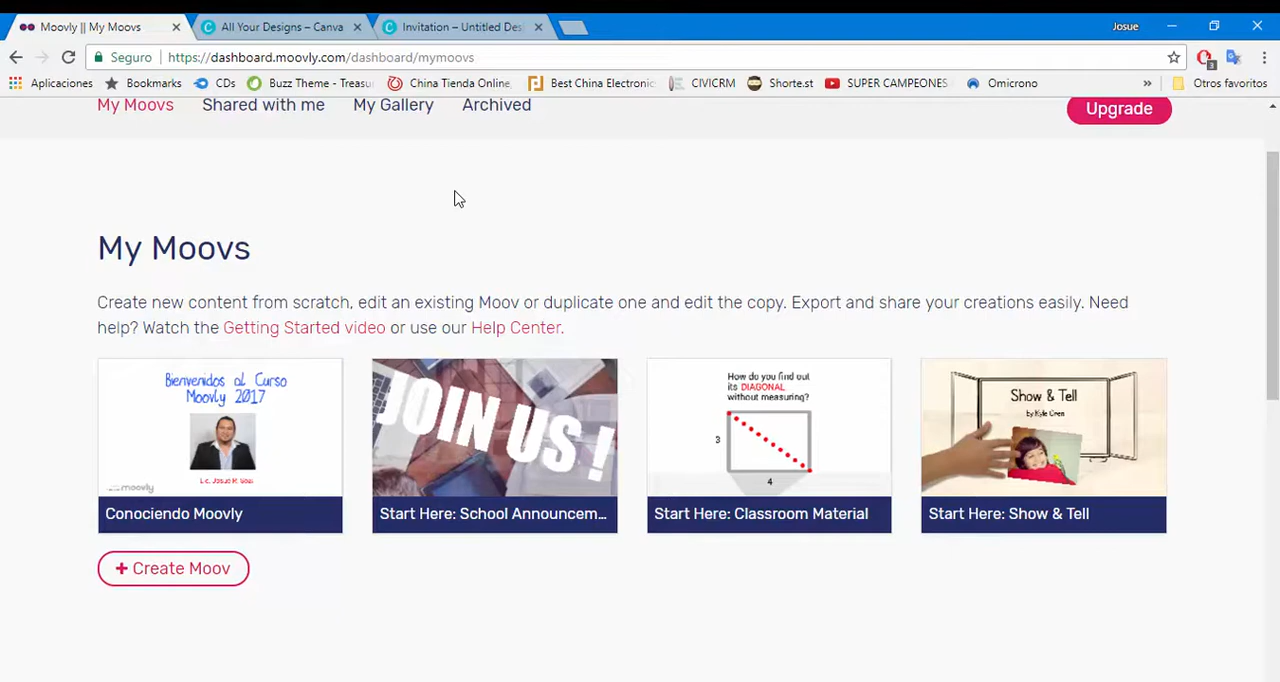 Moovly || My Moovs
All Your Designs – Canva
Invitation – Untitled Des
Josue
Seguro
https://dashboard.moovly.com/dashboard/mymoovs
3
Aplicaciones
Bookmarks
CDs
Buzz Theme - Treasu
China Tienda Online,
Best China Electronic
CIVICRM
Shorte.st
SUPER CAMPEONES
Omicrono
»
Otros favoritos
My Moovs
Shared with me
My Gallery
Archived
Upgrade
My Moovs
Create new content from scratch, edit an existing Moov or duplicate one and edit the copy. Export and share your creations easily. Need
help? Watch the Getting Started video or use our Help Center.
Bienvenidos al Curso
Moovly 2017
moovly
Conociendo Moovly
JOIN US !
Start Here: School Announcem...
How do you find out
its DIAGONAL
without measuring?
3
4
Start Here: Classroom Material
Show & Tell
Start Here: Show & Tell
+ Create Moov